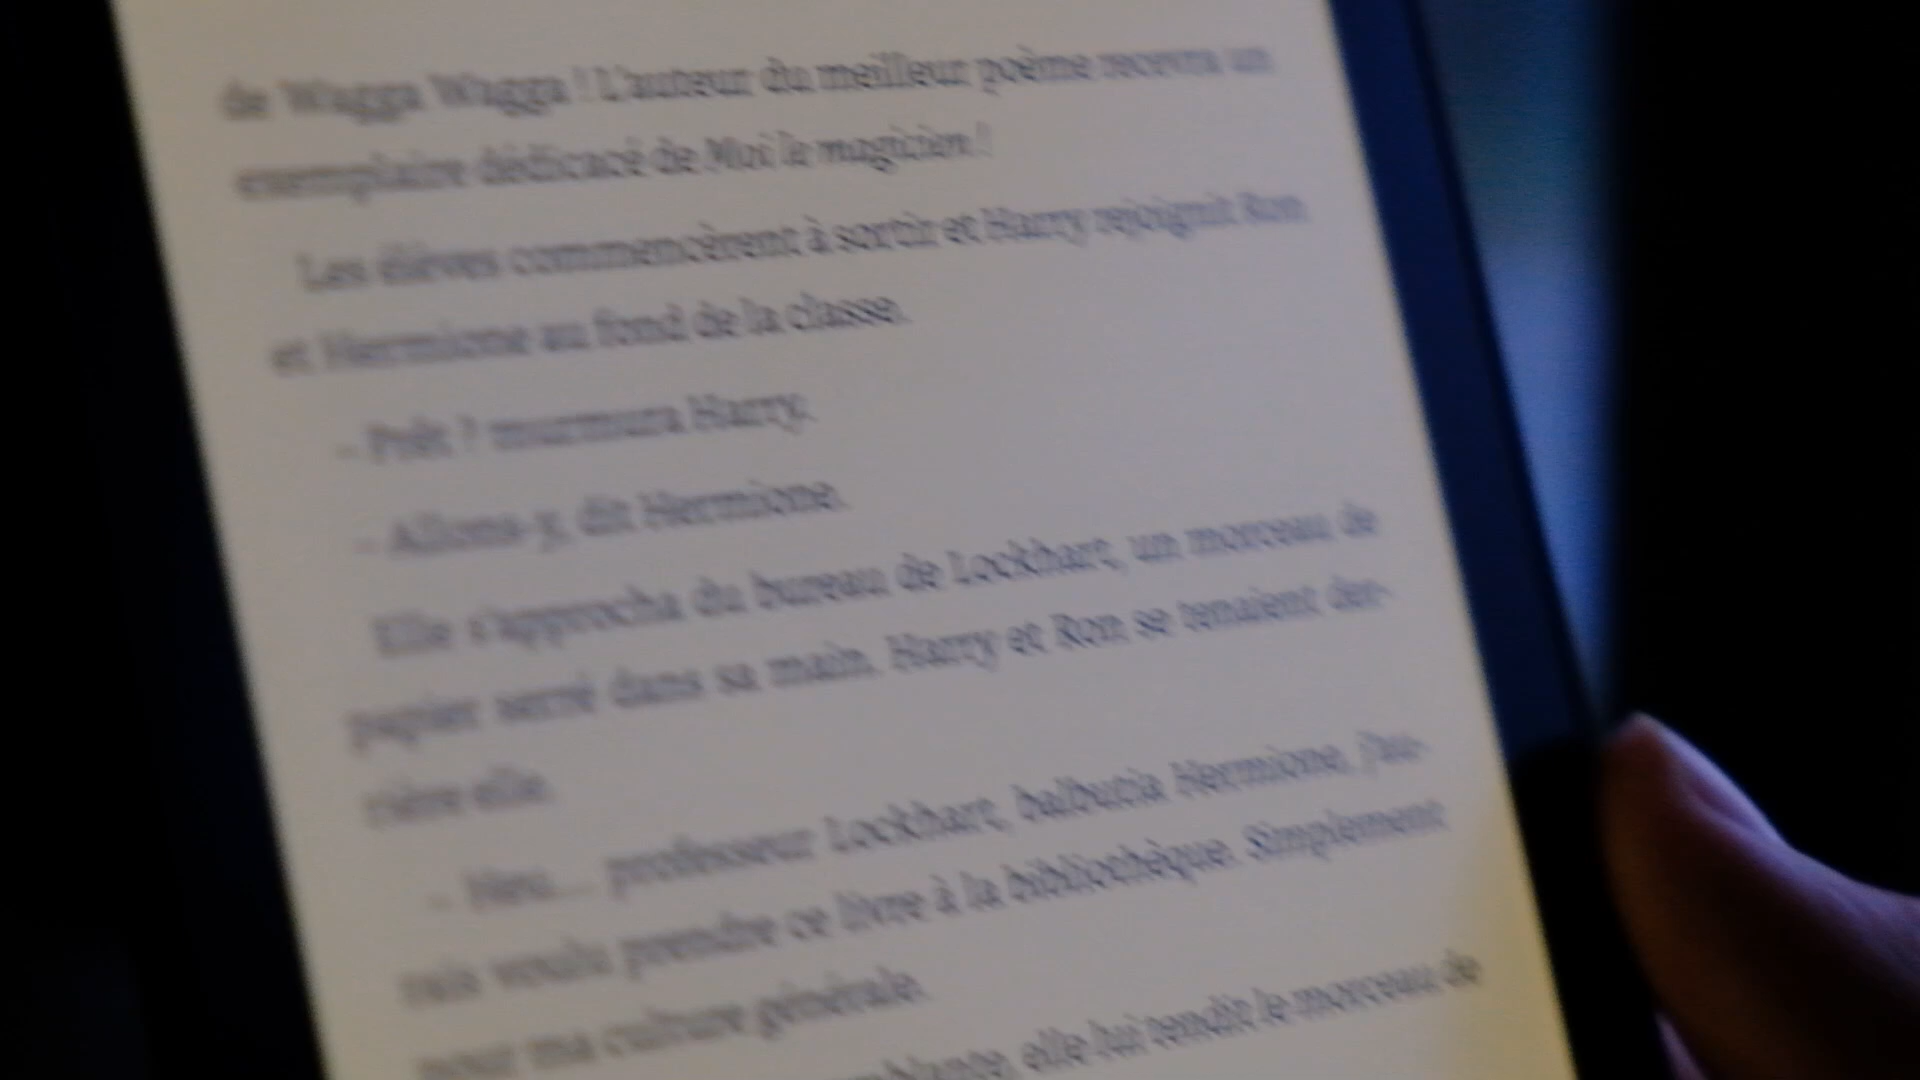 de Wagga Wagga ! L'auteur du meilleur poème recevra un
exemplaire dédicacé de Moi le magicien !
Les élèves commencèrent à sortir et Harry rejoignit Ron
et Hermione au fond de la classe.
– Prêt ? murmura Harry.
– Allons-y, dit Hermione.
Elle s'approcha du bureau de Lockhart, un morceau de
papier serré dans sa main. Harry et Ron se tenaient der-
rière elle.
– Heu... professeur Lockhart, balbutia Hermione, j'au-
rais voulu prendre ce livre à la bibliothèque. Simplement
pour ma culture générale.
elle lui tendit le morceau de